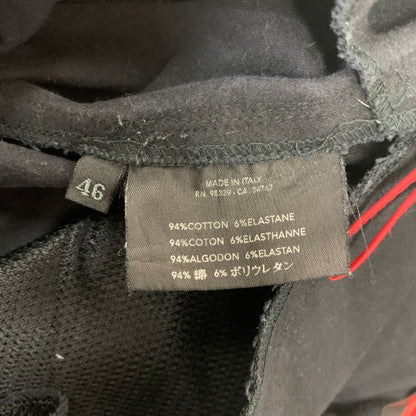 46
MADE IN ITALY
RN. 98339 - CA. 34767
94%COTTON 6%ELASTANE
94%COTON 6%ELASTHANNE
94%ALGODON 6%ELASTAN
94% 綿 6% ポリウレタン